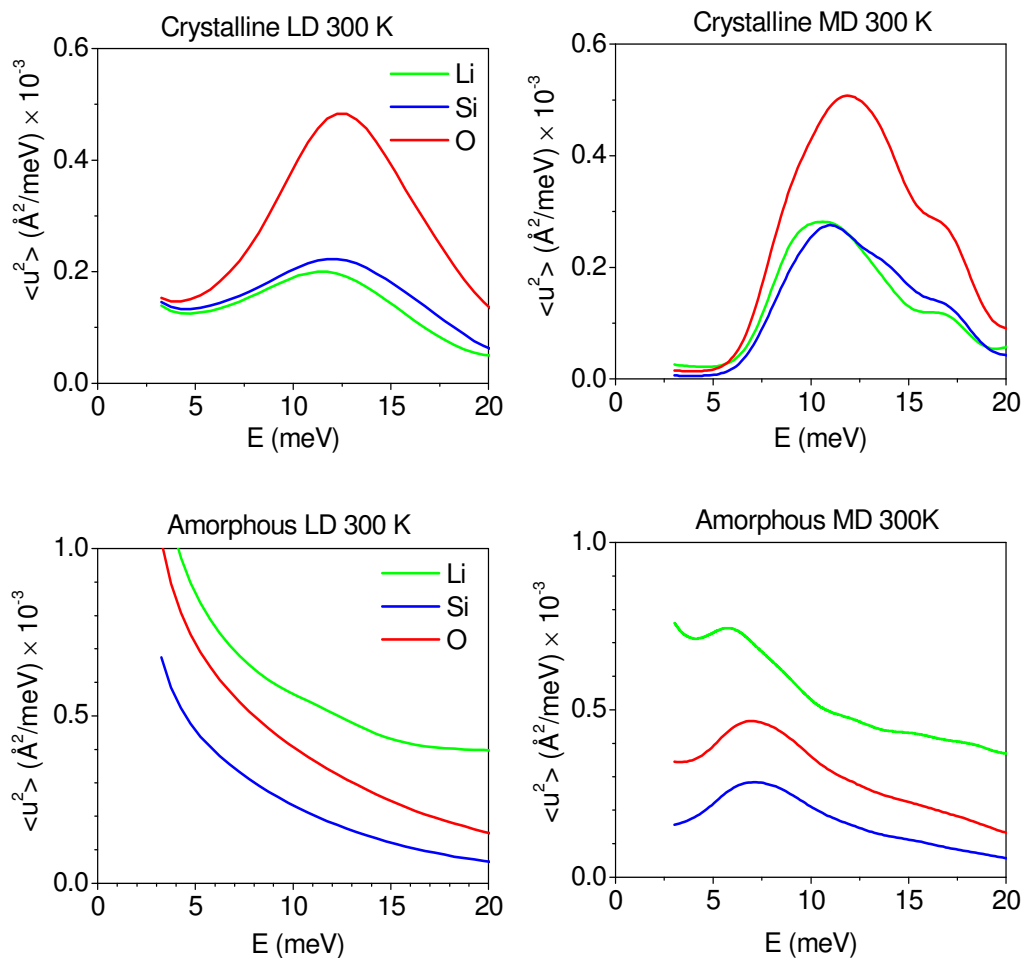 Crystalline LD 300 K
<u²> (Å²/meV) × 10⁻³
0.6
0.4
0.2
0.0
Li
Si
O
0 5 10 15 20
E (meV)
Crystalline MD 300 K
<u²> (Å²/meV) × 10⁻³
0.6
0.4
0.2
0.0
0 5 10 15 20
E (meV)
Amorphous LD 300 K
<u²> (Å²/meV) × 10⁻³
1.0
0.5
0.0
Li
Si
O
0 5 10 15 20
E (meV)
Amorphous MD 300K
<u²> (Å²/meV) × 10⁻³
1.0
0.5
0.0
0 5 10 15 20
E (meV)